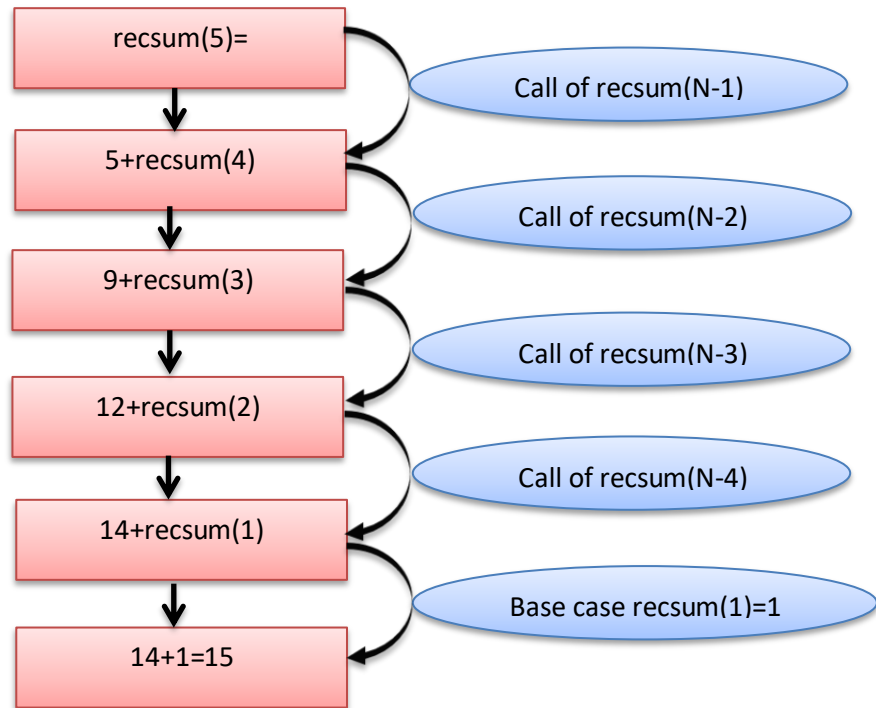 recsum(5)=
Call of recsum(N-1)
5+recsum(4)
Call of recsum(N-2)
9+recsum(3)
Call of recsum(N-3)
12+recsum(2)
Call of recsum(N-4)
14+recsum(1)
Base case recsum(1)=1
14+1=15